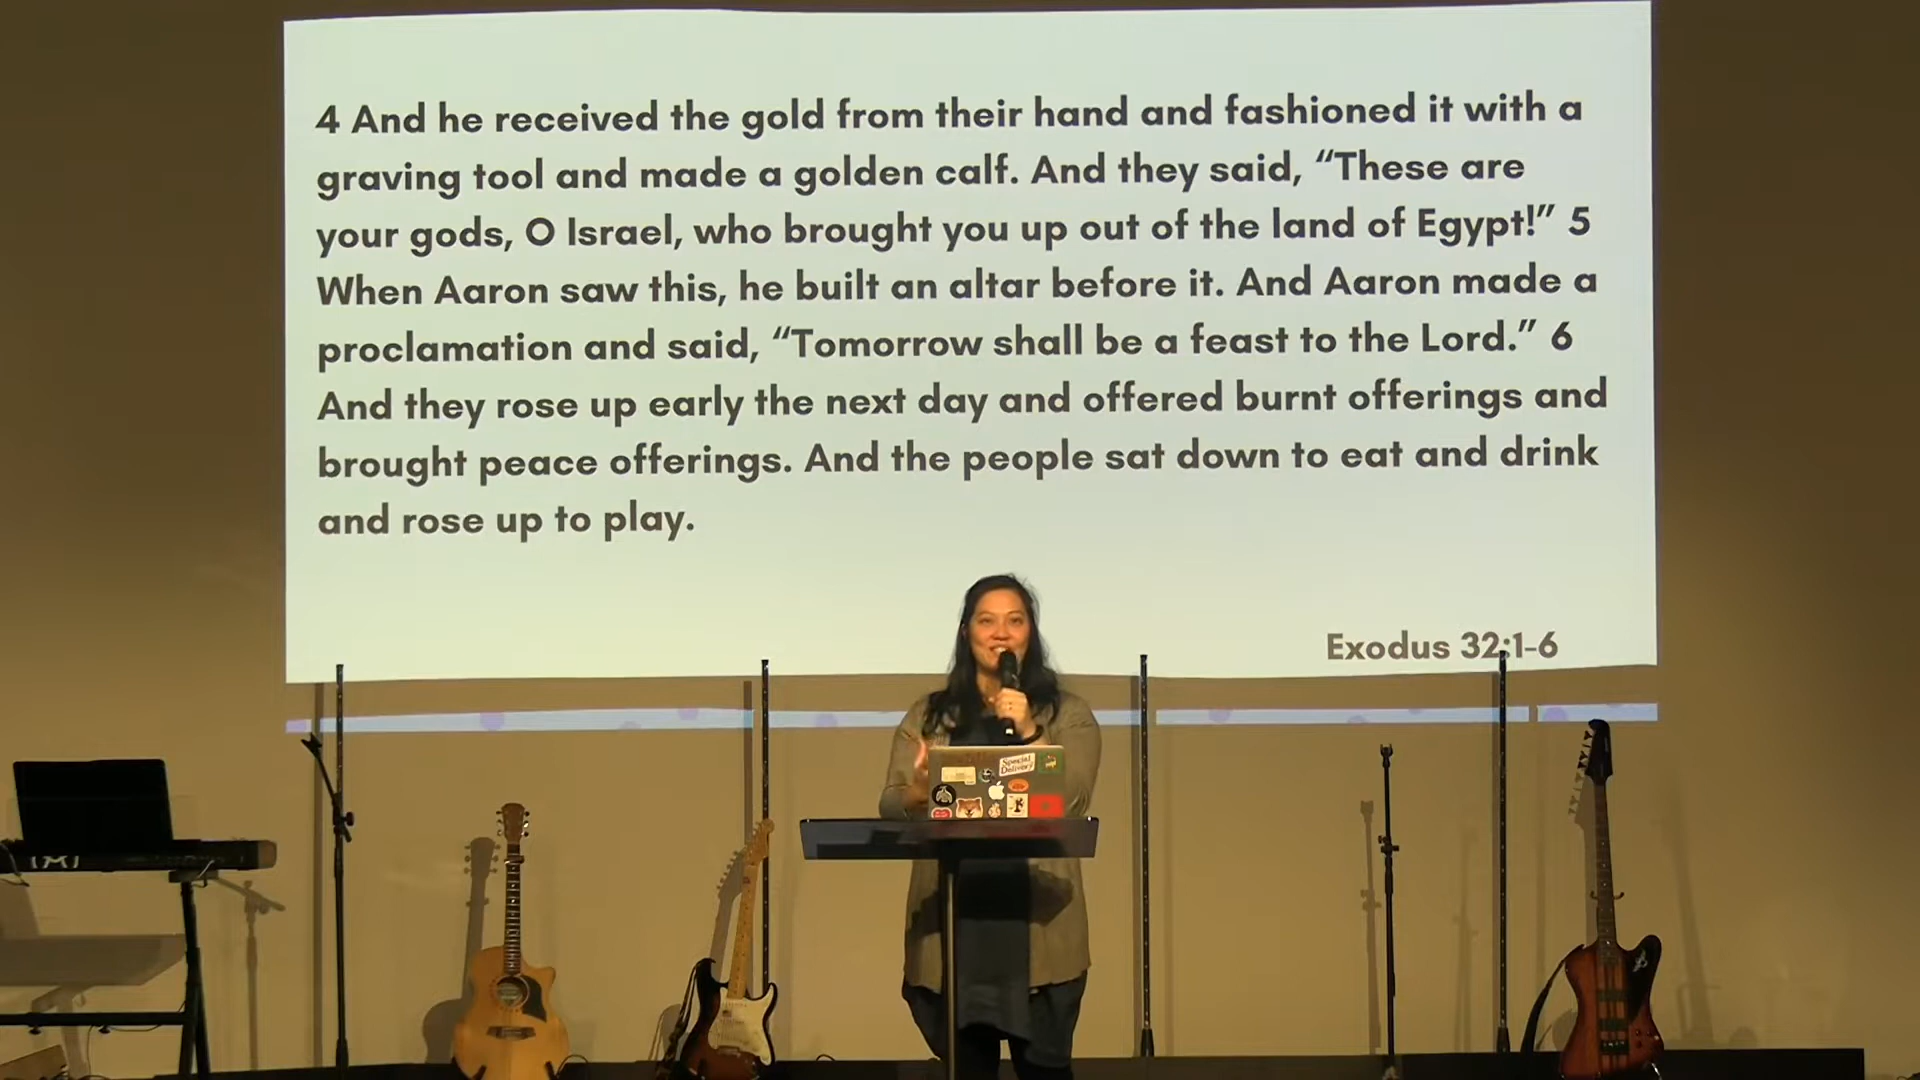 4 And he received the gold from their hand and fashioned it with a
graving tool and made a golden calf. And they said, “These are
your gods, O Israel, who brought you up out of the land of Egypt!” 5
When Aaron saw this, he built an altar before it. And Aaron made a
proclamation and said, “Tomorrow shall be a feast to the Lord.” 6
And they rose up early the next day and offered burnt offerings and
brought peace offerings. And the people sat down to eat and drink
and rose up to play.
Exodus 32:1-6
Special
Delivery